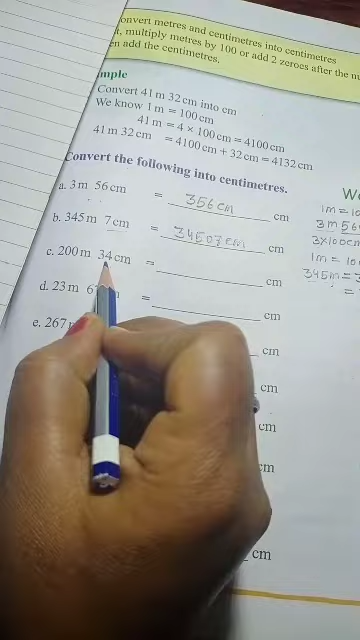 onvert metres and centimetres into centimetres
t, multiply metres by 100 or add 2 zeroes after the
en add the centimetres.
mple
Convert 41 m 32 cm into cm
We know 1 m = 100 cm
41 m = 4 × 100 cm = 4100 cm
41 m 32 cm = 4100 cm + 32 cm = 4132 cm
Convert the following into centimetres.
a. 3 m 56 cm = 356 cm cm
b. 345 m 7 cm = 34507 cm cm
c. 200 m 34 cm = cm
d. 23 m 6 = cm
e. 267 cm
cm
cm
cm
cm
1m = 10
3m 56
3×100cm
1m = 10
345m = 3
=